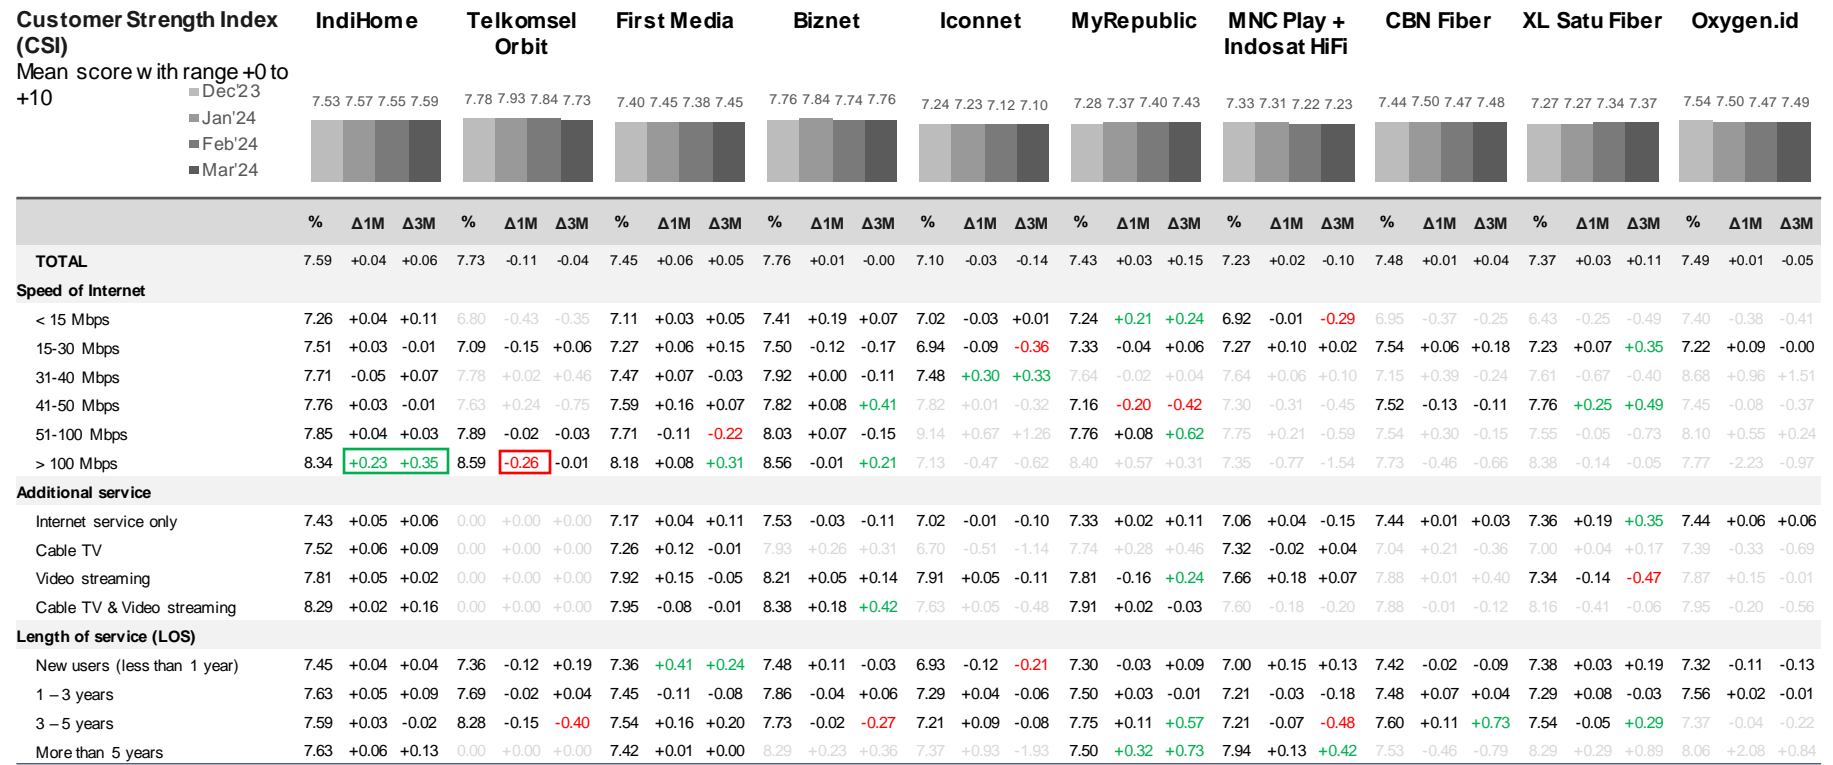 Customer Strength Index (CSI)
Mean score with range +0 to +10
Dec'23
Jan'24
Feb'24
Mar'24
IndiHome
Telkomsel Orbit
First Media
Biznet
Iconnet
MyRepublic
MNC Play + Indosat HiFi
CBN Fiber
XL Satu Fiber
Oxygen.id
7.53 7.57 7.55 7.59
7.78 7.93 7.84 7.73
7.40 7.45 7.38 7.45
7.76 7.84 7.74 7.76
7.24 7.23 7.12 7.10
7.28 7.37 7.40 7.43
7.33 7.31 7.22 7.23
7.44 7.50 7.47 7.48
7.27 7.27 7.34 7.37
7.54 7.50 7.47 7.49
% Δ1M Δ3M % Δ1M Δ3M % Δ1M Δ3M % Δ1M Δ3M % Δ1M Δ3M % Δ1M Δ3M % Δ1M Δ3M % Δ1M Δ3M % Δ1M Δ3M % Δ1M Δ3M
TOTAL 7.59 +0.04 +0.06 7.73 -0.11 -0.04 7.45 +0.06 +0.05 7.76 +0.01 -0.00 7.10 -0.03 -0.14 7.43 +0.03 +0.15 7.23 +0.02 -0.10 7.48 +0.01 +0.04 7.37 +0.03 +0.11 7.49 +0.01 -0.05
Speed of Internet
< 15 Mbps 7.26 +0.04 +0.11 6.80 -0.43 -0.35 7.11 +0.03 +0.05 7.41 +0.19 +0.07 7.02 -0.03 +0.01 7.24 +0.21 +0.24 6.92 -0.01 -0.29 6.95 -0.37 -0.25 6.43 -0.25 -0.49 7.40 -0.38 -0.41
15-30 Mbps 7.51 +0.03 -0.01 7.09 -0.15 +0.06 7.27 +0.06 +0.15 7.50 -0.12 -0.17 6.94 -0.09 -0.36 7.33 -0.04 +0.06 7.27 +0.10 +0.02 7.54 +0.06 +0.18 7.23 +0.07 +0.35 7.22 +0.09 -0.00
31-40 Mbps 7.71 -0.05 +0.07 7.78 +0.02 +0.46 7.47 +0.07 -0.03 7.92 +0.00 -0.11 7.48 +0.30 +0.33 7.64 -0.02 +0.04 7.64 +0.06 +0.10 7.15 +0.39 -0.24 7.61 -0.67 -0.40 8.68 +0.96 +1.51
41-50 Mbps 7.76 +0.03 -0.01 7.63 +0.24 -0.75 7.59 +0.16 +0.07 7.82 +0.08 +0.41 7.82 +0.01 -0.32 7.16 -0.20 -0.42 7.30 -0.31 -0.45 7.52 -0.13 -0.11 7.76 +0.25 +0.49 7.45 -0.08 -0.37
51-100 Mbps 7.85 +0.04 +0.03 7.89 -0.02 -0.03 7.71 -0.11 -0.22 8.03 +0.07 -0.15 9.14 +0.67 +1.26 7.76 +0.08 +0.62 7.75 +0.21 -0.59 7.54 +0.30 -0.15 7.55 -0.05 -0.73 8.10 +0.55 +0.24
> 100 Mbps 8.34 +0.23 +0.35 8.59 -0.26 -0.01 8.18 +0.08 +0.31 8.56 -0.01 +0.21 7.13 -0.47 -0.62 8.40 +0.57 +0.31 7.35 -0.77 -1.54 7.73 -0.46 -0.66 8.38 -0.14 -0.05 7.77 -2.23 -0.97
Additional service
Internet service only 7.43 +0.05 +0.06 0.00 +0.00 +0.00 7.17 +0.04 +0.11 7.53 -0.03 -0.11 7.02 -0.01 -0.10 7.33 +0.02 +0.11 7.06 +0.04 -0.15 7.44 +0.01 +0.03 7.36 +0.19 +0.35 7.44 +0.06 +0.06
Cable TV 7.52 +0.06 +0.09 0.00 +0.00 +0.00 7.26 +0.12 -0.01 7.93 +0.26 +0.31 6.70 -0.51 -1.14 7.74 +0.28 +0.46 7.32 -0.02 +0.04 7.04 +0.21 -0.36 7.00 +0.04 +0.17 7.39 -0.33 -0.69
Video streaming 7.81 +0.05 +0.02 0.00 +0.00 +0.00 7.92 +0.15 -0.05 8.21 +0.05 +0.14 7.91 +0.05 -0.11 7.81 -0.16 +0.24 7.66 +0.18 +0.07 7.88 +0.01 +0.40 7.34 -0.14 -0.47 7.87 +0.15 -0.01
Cable TV & Video streaming 8.29 +0.02 +0.16 0.00 +0.00 +0.00 7.95 -0.08 -0.01 8.38 +0.18 +0.42 7.63 +0.05 -0.48 7.91 +0.02 -0.03 7.60 -0.18 -0.20 7.88 -0.01 -0.12 8.16 -0.41 -0.06 7.95 -0.20 -0.56
Length of service (LOS)
New users (less than 1 year) 7.45 +0.04 +0.04 7.36 -0.12 +0.19 7.36 +0.41 +0.24 7.48 +0.11 -0.03 6.93 -0.12 -0.21 7.30 -0.03 +0.09 7.00 +0.15 +0.13 7.42 -0.02 -0.09 7.38 +0.03 +0.19 7.32 -0.11 -0.13
1 – 3 years 7.63 +0.05 +0.09 7.69 -0.02 +0.04 7.45 -0.11 -0.08 7.86 -0.04 +0.06 7.29 +0.04 -0.06 7.50 +0.03 -0.01 7.21 -0.03 -0.18 7.48 +0.07 +0.04 7.29 +0.08 -0.03 7.56 +0.02 -0.01
3 – 5 years 7.59 +0.03 -0.02 8.28 -0.15 -0.40 7.54 +0.16 +0.20 7.73 -0.02 -0.27 7.21 +0.09 -0.08 7.75 +0.11 +0.57 7.21 -0.07 -0.48 7.60 +0.11 +0.73 7.54 -0.05 +0.29 7.37 -0.04 -0.22
More than 5 years 7.63 +0.06 +0.13 0.00 +0.00 +0.00 7.42 +0.01 +0.00 8.29 +0.23 +0.36 7.37 +0.93 -1.93 7.50 +0.32 +0.73 7.94 +0.13 +0.42 7.53 -0.46 -0.79 8.29 +0.29 +0.89 8.06 +2.08 +0.84